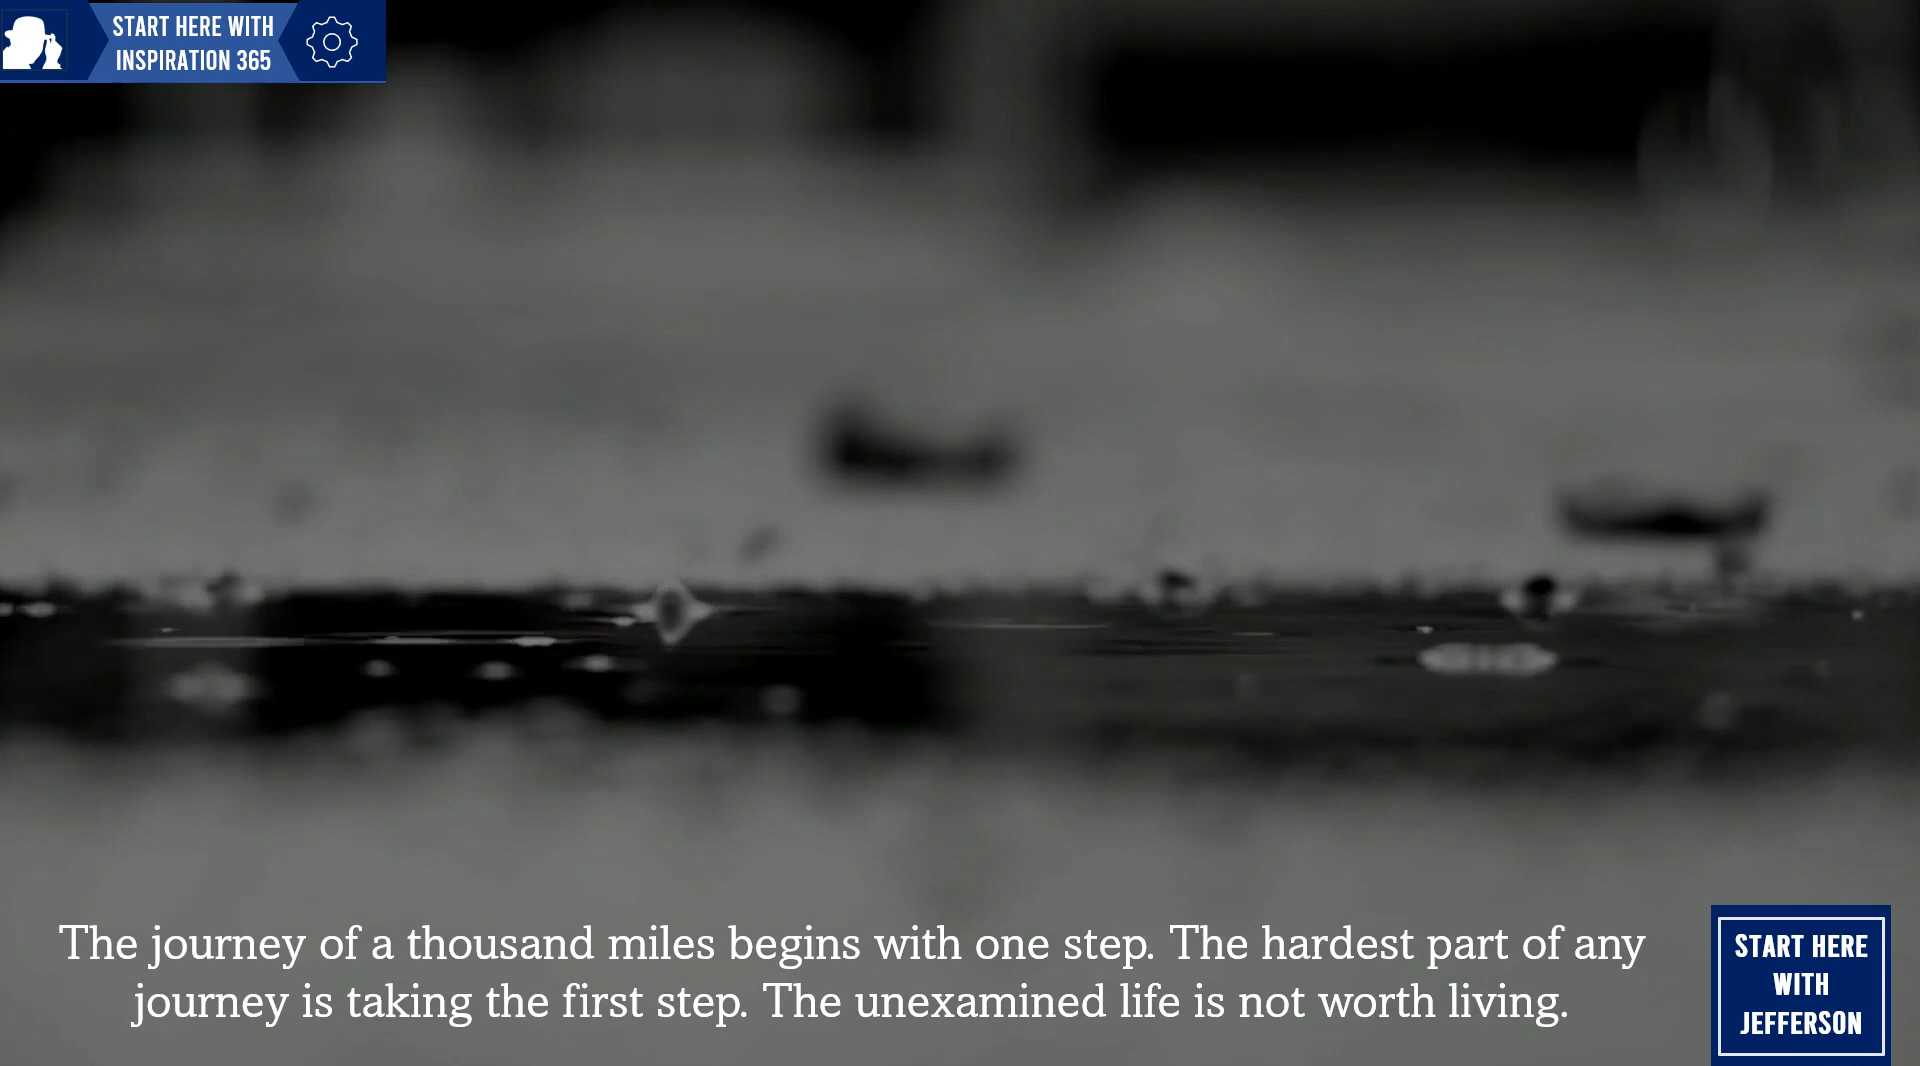 START HERE WITH
INSPIRATION 365
The journey of a thousand miles begins with one step. The hardest part of any
journey is taking the first step. The unexamined life is not worth living.
START HERE
WITH
JEFFERSON